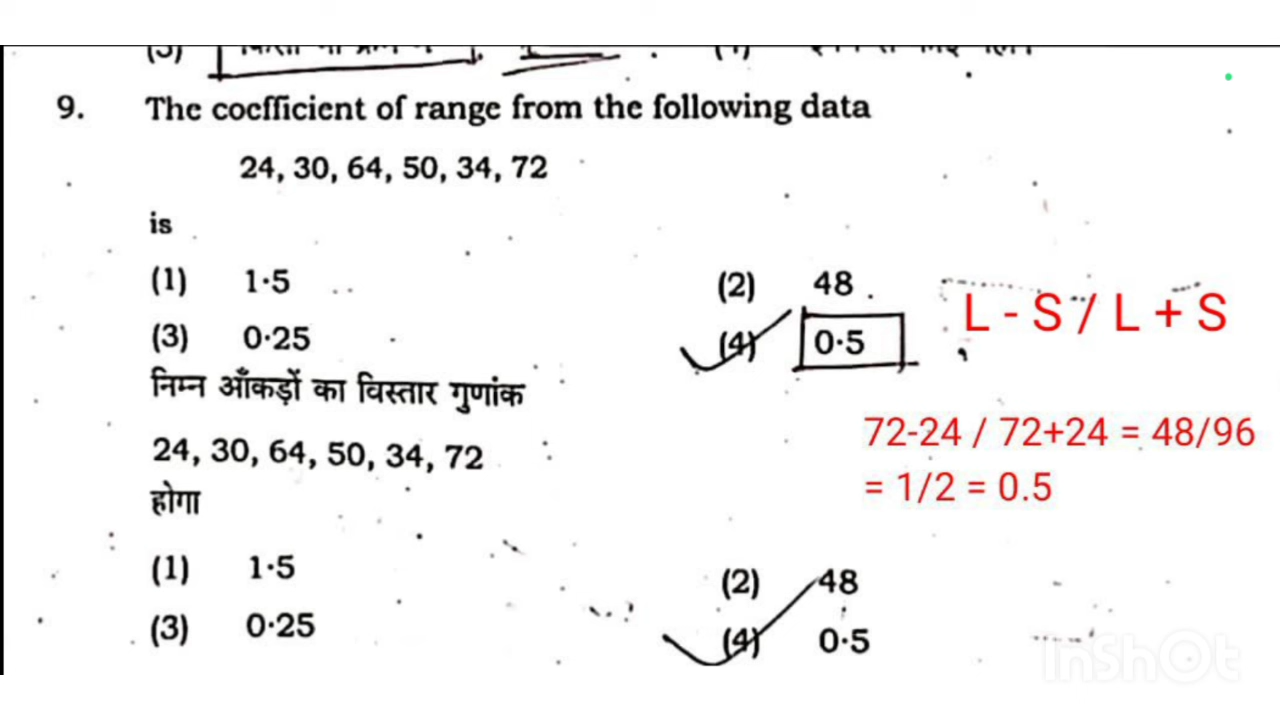 9. The coefficient of range from the following data
24, 30, 64, 50, 34, 72
is
(1) 1·5 (2) 48
(3) 0·25 (4) 0·5
L - S / L + S
निम्न आँकड़ों का विस्तार गुणांक
72-24 / 72+24 = 48/96
24, 30, 64, 50, 34, 72
= 1/2 = 0.5
होगा
(1) 1·5 (2) 48
(3) 0·25 (4) 0·5
InShOt